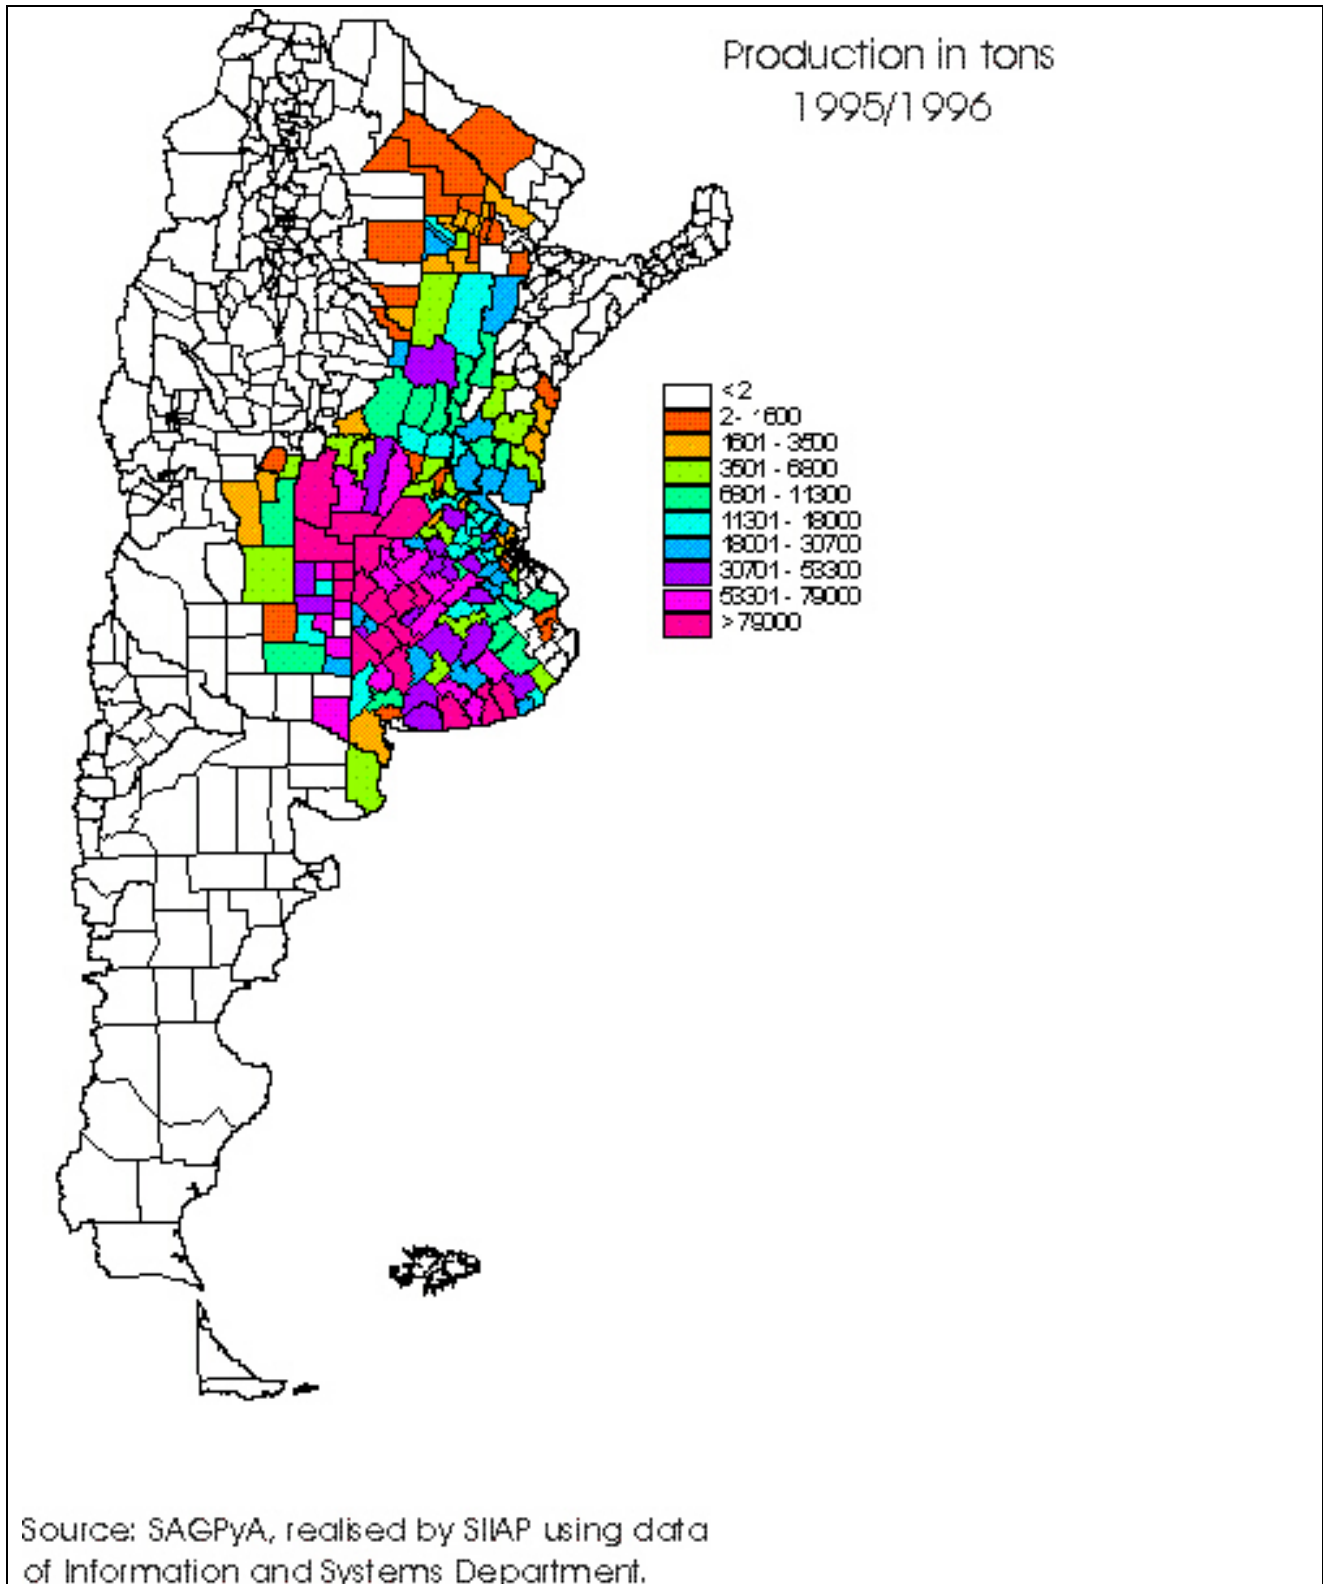 Production in tons
1995/1996
<2
2- 1600
1601 - 3500
3501 - 6800
6801 - 11300
11301 - 18000
18001 - 30700
30701 - 53300
53301 - 79000
>79000
Source: SAGPyA, realised by SIIAP using data
of Information and Systems Department.